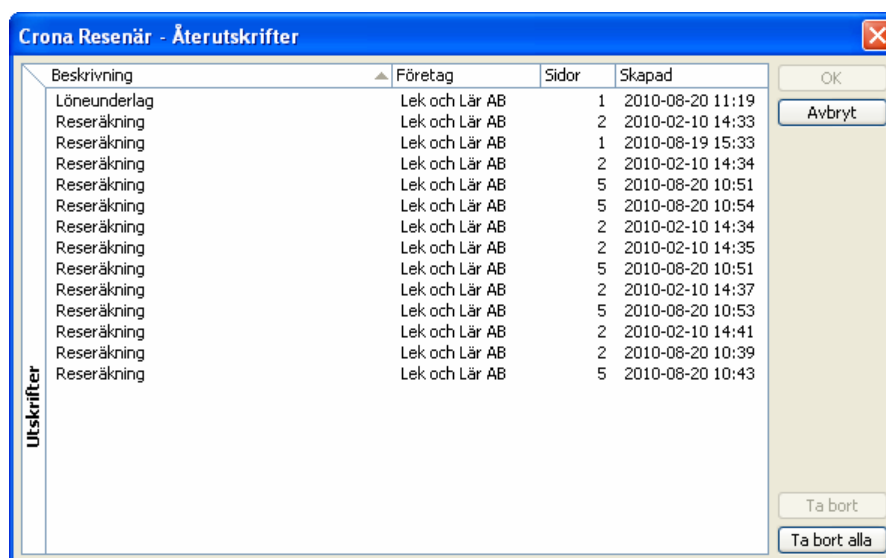 Crona Resenär - Återutskrifter
Beskrivning Företag Sidor Skapad
OK
Löneunderlag Lek och Lär AB 1 2010-08-20 11:19
Avbryt
Reseräkning Lek och Lär AB 2 2010-02-10 14:33
Reseräkning Lek och Lär AB 1 2010-08-19 15:33
Reseräkning Lek och Lär AB 2 2010-02-10 14:34
Reseräkning Lek och Lär AB 5 2010-08-20 10:51
Reseräkning Lek och Lär AB 5 2010-08-20 10:54
Reseräkning Lek och Lär AB 2 2010-02-10 14:34
Reseräkning Lek och Lär AB 2 2010-02-10 14:35
Reseräkning Lek och Lär AB 5 2010-08-20 10:51
Reseräkning Lek och Lär AB 2 2010-02-10 14:37
Reseräkning Lek och Lär AB 5 2010-08-20 10:53
Reseräkning Lek och Lär AB 2 2010-02-10 14:41
Reseräkning Lek och Lär AB 2 2010-08-20 10:39
Reseräkning Lek och Lär AB 5 2010-08-20 10:43
Utskrifter
Ta bort
Ta bort alla